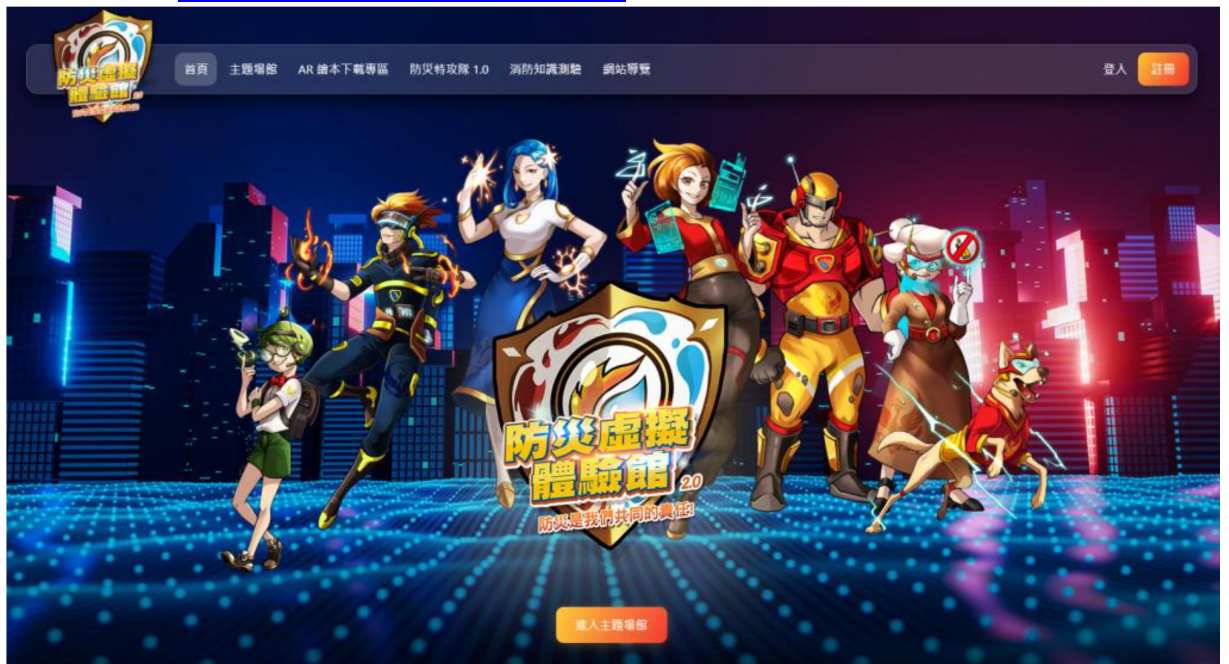 防災虛擬
體驗館 2.0
首頁 主題場館 AR 繪本下載專區 防災特攻隊 1.0 消防知識測驗 網站導覽 登入 註冊
防災虛擬
體驗館 2.0
防災是我們共同的責任!
進入主題場館